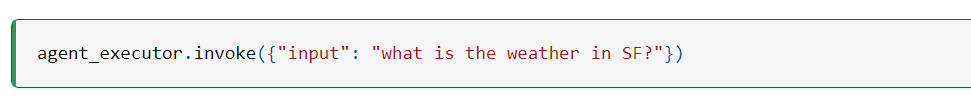 agent_executor.invoke({"input": "what is the weather in SF?"})